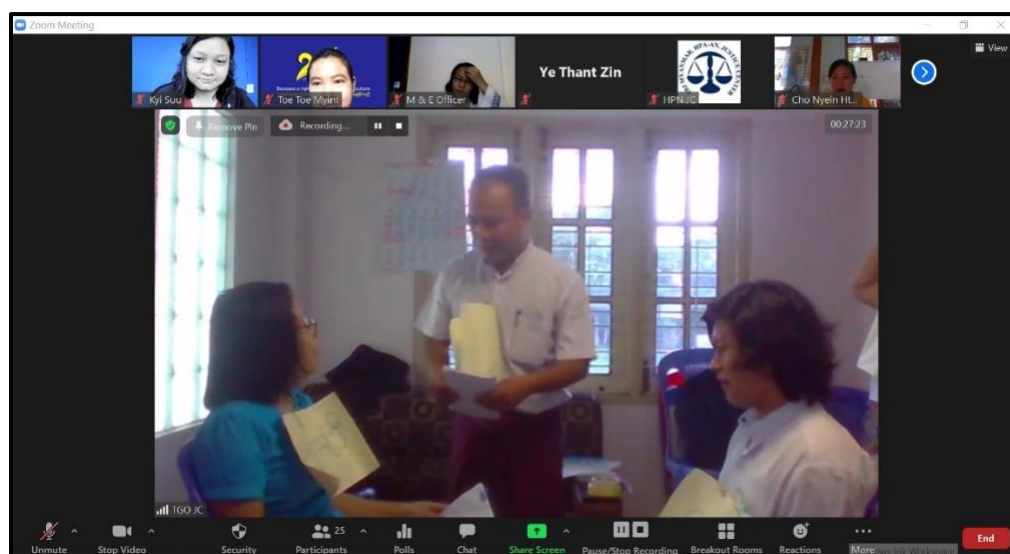 Zoom Meeting
View
Kyi Suu
Toe Toe Myint
M & E Officer
Ye Thant Zin
HPN JC
Cho Nyein Ht...
Remove Pin
Recording...
00:27:23
TGO JC
Unmute
Stop Video
Security
25
Participants
Polls
Chat
Share Screen
Pause/Stop Recording
Breakout Rooms
Reactions
More
End